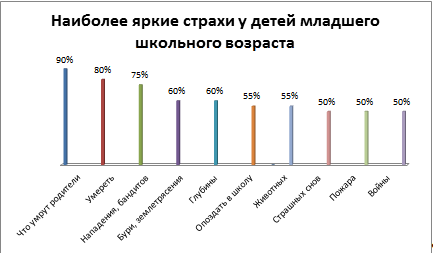 Наиболее яркие страхи у детей младшего
школьного возраста
90%
80%
75%
60%
60%
55%
55%
50%
50%
50%
Что умрут родители
Умереть
Нападения, бандитов
Бури, землетрясения
Глубины
Опоздать в школу
Животных
Страшных снов
Пожара
Войны